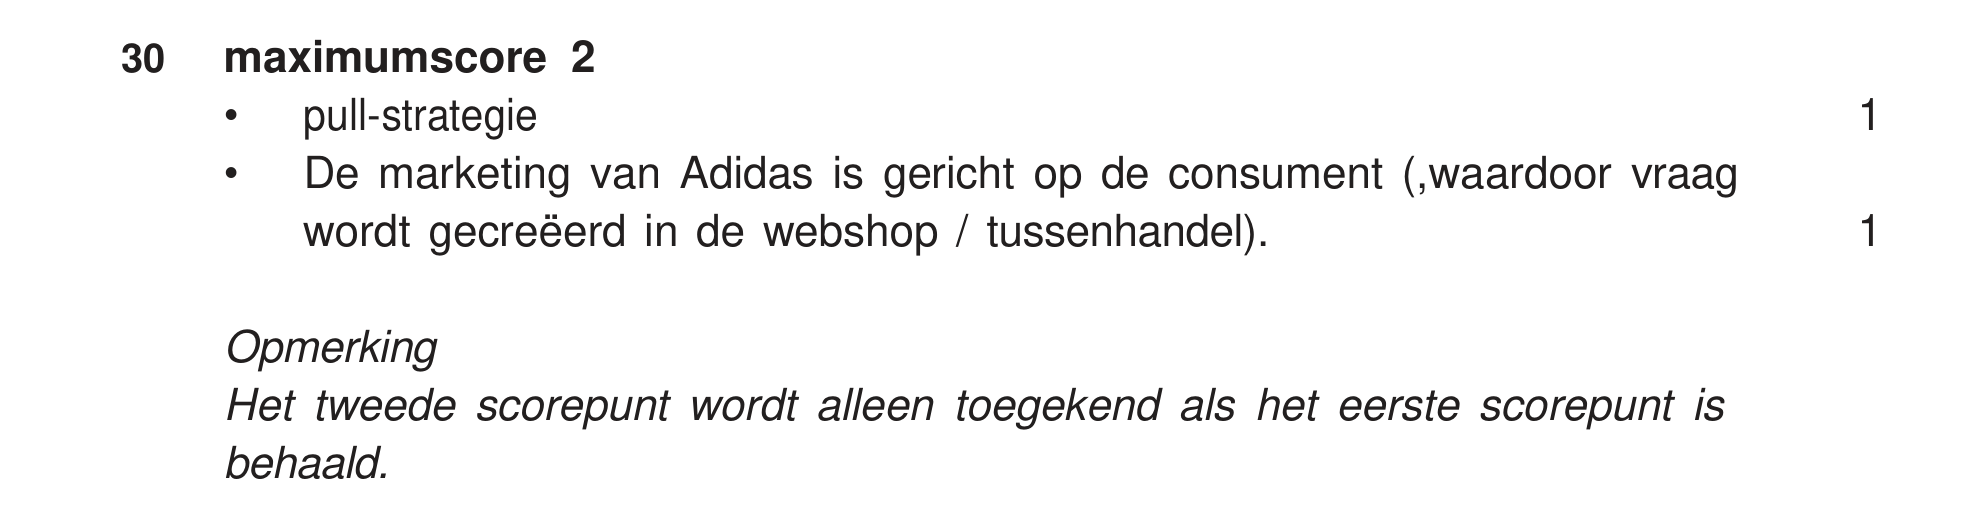 30 maximumscore 2
• pull-strategie 1
• De marketing van Adidas is gericht op de consument (,waardoor vraag
wordt gecreëerd in de webshop / tussenhandel). 1
Opmerking
Het tweede scorepunt wordt alleen toegekend als het eerste scorepunt is
behaald.